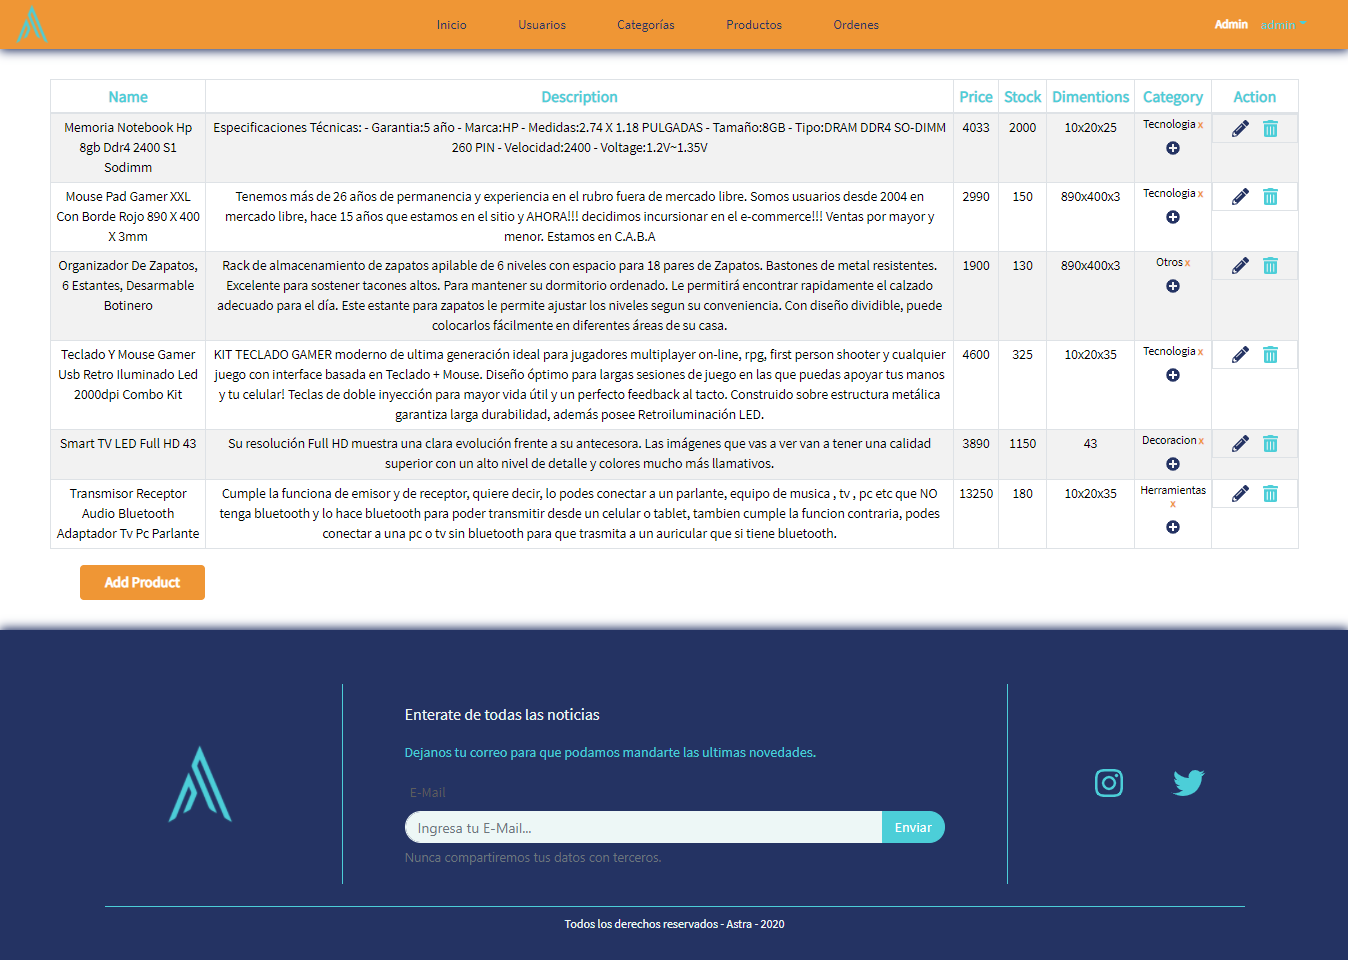 Inicio Usuarios Categorías Productos Ordenes Admin admin
Name Description Price Stock Dimentions Category Action
Memoria Notebook Hp
8gb Ddr4 2400 S1
Sodimm
Especificaciones Técnicas: - Garantia:5 año - Marca:HP - Medidas:2.74 X 1.18 PULGADAS - Tamaño:8GB - Tipo:DRAM DDR4 SO-DIMM
260 PIN - Velocidad:2400 - Voltage:1.2V~1.35V
4033 2000 10x20x25 Tecnologia x
Mouse Pad Gamer XXL
Con Borde Rojo 890 X 400
X 3mm
Tenemos más de 26 años de permanencia y experiencia en el rubro fuera de mercado libre. Somos usuarios desde 2004 en
mercado libre, hace 15 años que estamos en el sitio y AHORA!!! decidimos incursionar en el e-commerce!!! Ventas por mayor y
menor. Estamos en C.A.B.A
2990 150 890x400x3 Tecnologia x
Organizador De Zapatos,
6 Estantes, Desarmable
Botinero
Rack de almacenamiento de zapatos apilable de 6 niveles con espacio para 18 pares de Zapatos. Bastones de metal resistentes.
Excelente para sostener tacones altos. Para mantener su dormitorio ordenado. Le permitirá encontrar rapidamente el calzado
adecuado para el día. Este estante para zapatos le permite ajustar los niveles segun su conveniencia. Con diseño dividible, puede
colocarlos fácilmente en diferentes áreas de su casa.
1900 130 890x400x3 Otros x
Teclado Y Mouse Gamer
Usb Retro Iluminado Led
2000dpi Combo Kit
KIT TECLADO GAMER moderno de ultima generación ideal para jugadores multiplayer on-line, rpg, first person shooter y cualquier
juego con interface basada en Teclado + Mouse. Diseño óptimo para largas sesiones de juego en las que puedas apoyar tus manos
y tu celular! Teclas de doble inyección para mayor vida útil y un perfecto feedback al tacto. Construido sobre estructura metálica
garantiza larga durabilidad, además posee Retroiluminación LED.
4600 325 10x20x35 Tecnologia x
Smart TV LED Full HD 43
Su resolución Full HD muestra una clara evolución frente a su antecesora. Las imágenes que vas a ver van a tener una calidad
superior con un alto nivel de detalle y colores mucho más llamativos.
3890 1150 43 Decoracion x
Transmisor Receptor
Audio Bluetooth
Adaptador Tv Pc Parlante
Cumple la funciona de emisor y de receptor, quiere decir, lo podes conectar a un parlante, equipo de musica , tv , pc etc que NO
tenga bluetooth y lo hace bluetooth para poder transmitir desde un celular o tablet, tambien cumple la funcion contraria, podes
conectar a una pc o tv sin bluetooth para que trasmita a un auricular que si tiene bluetooth.
13250 180 10x20x35 Herramientas
x
Add Product
Enterate de todas las noticias
Dejanos tu correo para que podamos mandarte las ultimas novedades.
E-Mail
Ingresa tu E-Mail... Enviar
Nunca compartiremos tus datos con terceros.
Todos los derechos reservados - Astra - 2020